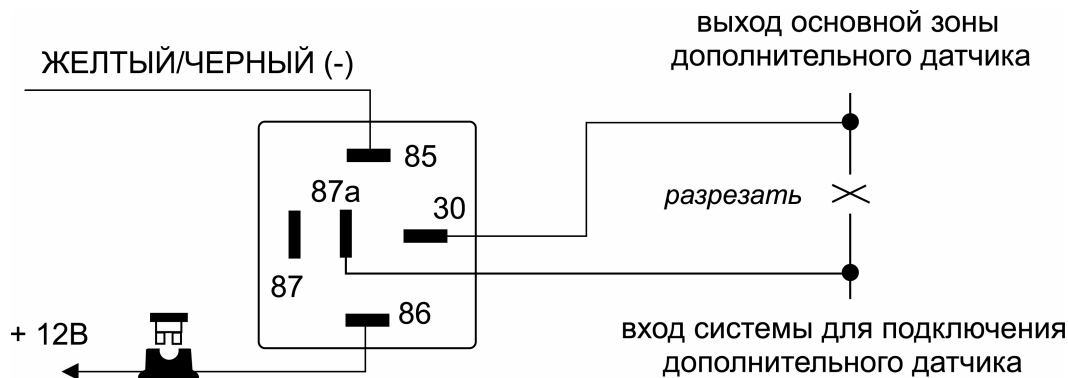 выход основной зоны
дополнительного датчика
ЖЕЛТЫЙ/ЧЕРНЫЙ (-)
85
87а
30
разрезать
87
86
+ 12В
вход системы для подключения
дополнительного датчика